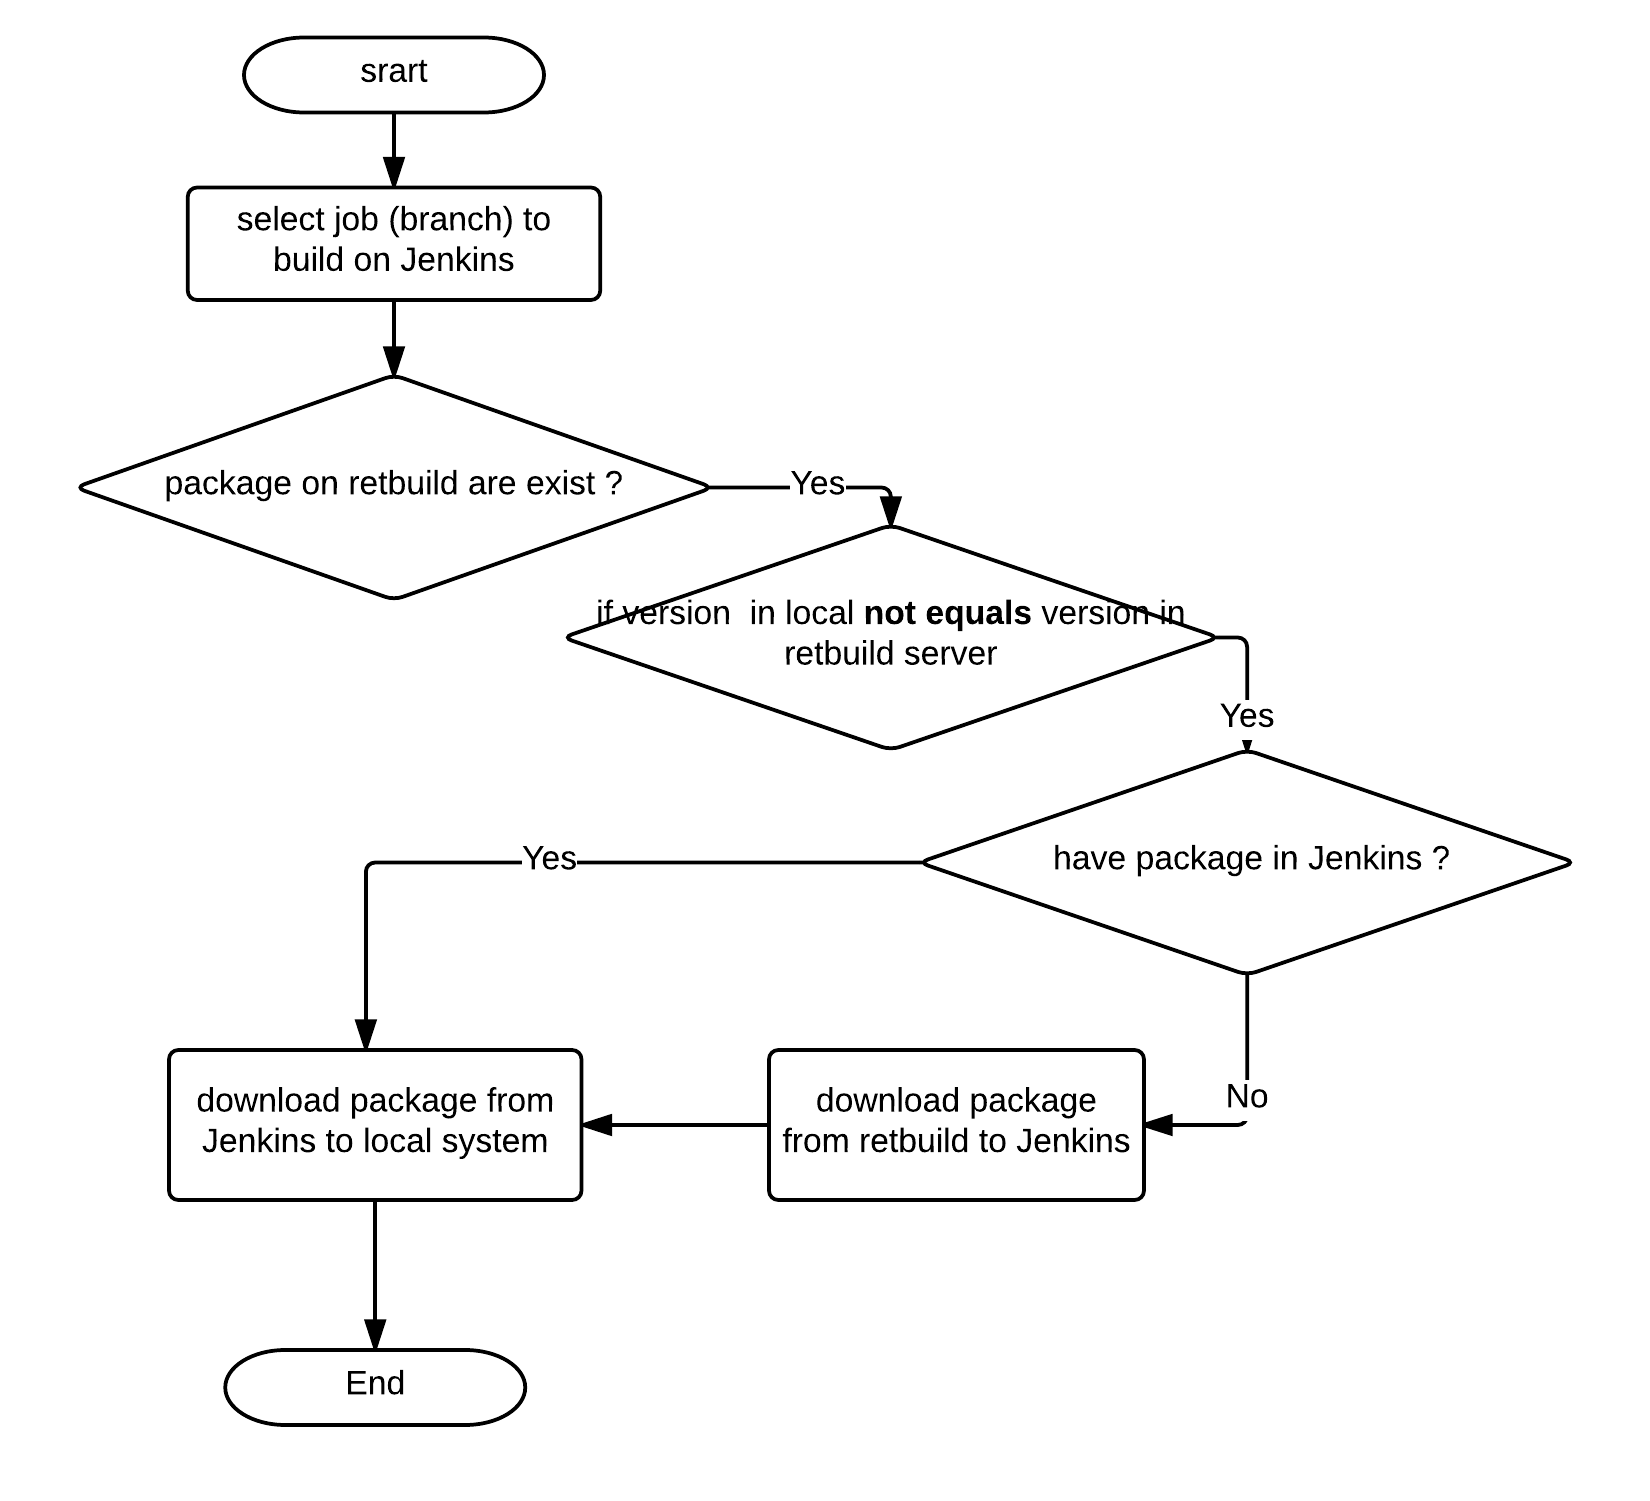 srart
select job (branch) to
build on Jenkins
package on retbuild are exist ?
Yes
if version  in local not equals version in
retbuild server
Yes
have package in Jenkins ?
Yes
No
download package from
Jenkins to local system
download package
from retbuild to Jenkins
End